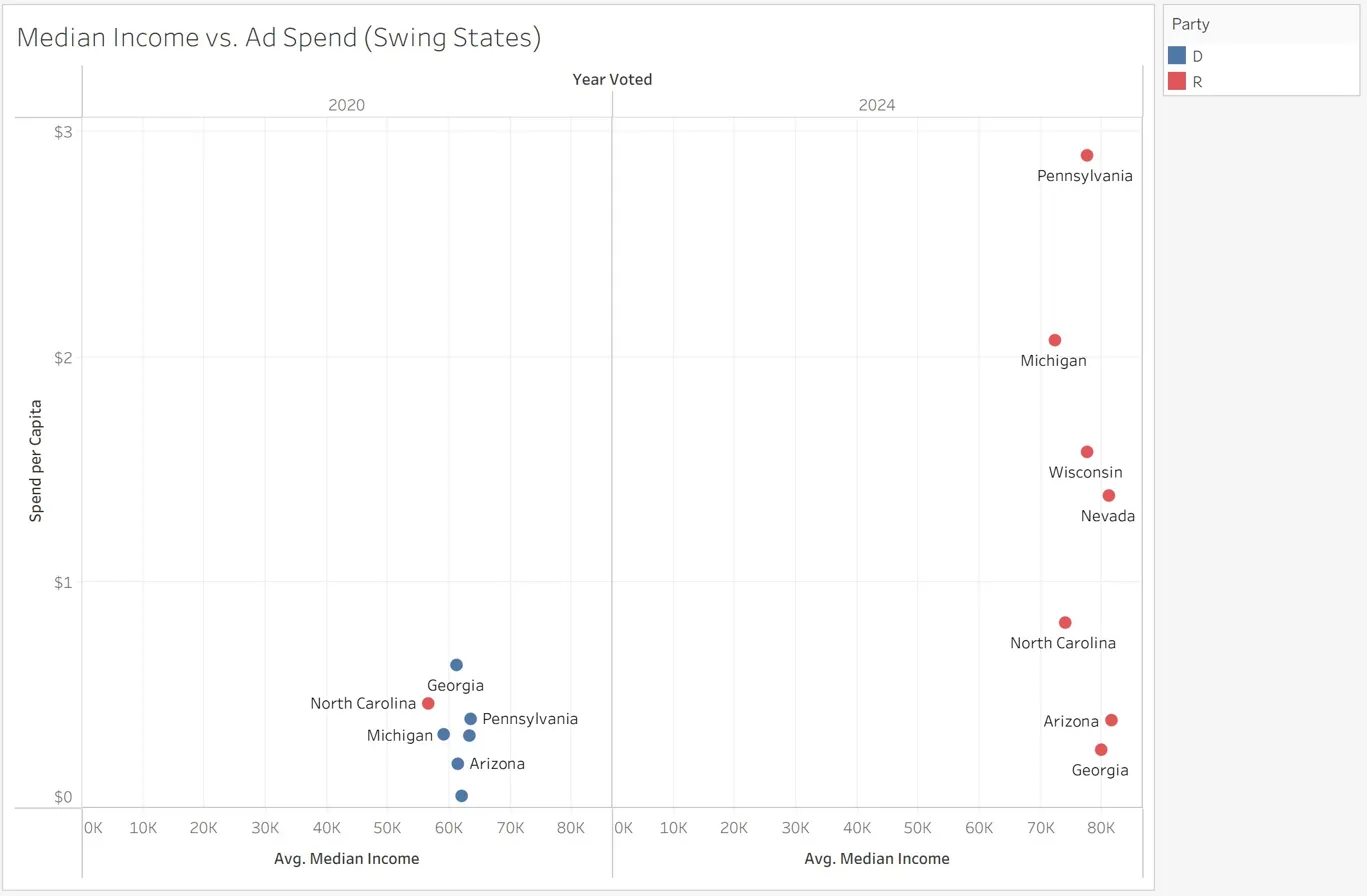 Median Income vs. Ad Spend (Swing States)
Party
D
R
Year Voted
2020 2024
$3
$2
$1
$0
Spend per Capita
Pennsylvania
Michigan
Wisconsin
Nevada
North Carolina
Arizona
Georgia
Georgia
North Carolina
Pennsylvania
Michigan
Arizona
0K 10K 20K 30K 40K 50K 60K 70K 80K 0K 10K 20K 30K 40K 50K 60K 70K 80K
Avg. Median Income Avg. Median Income